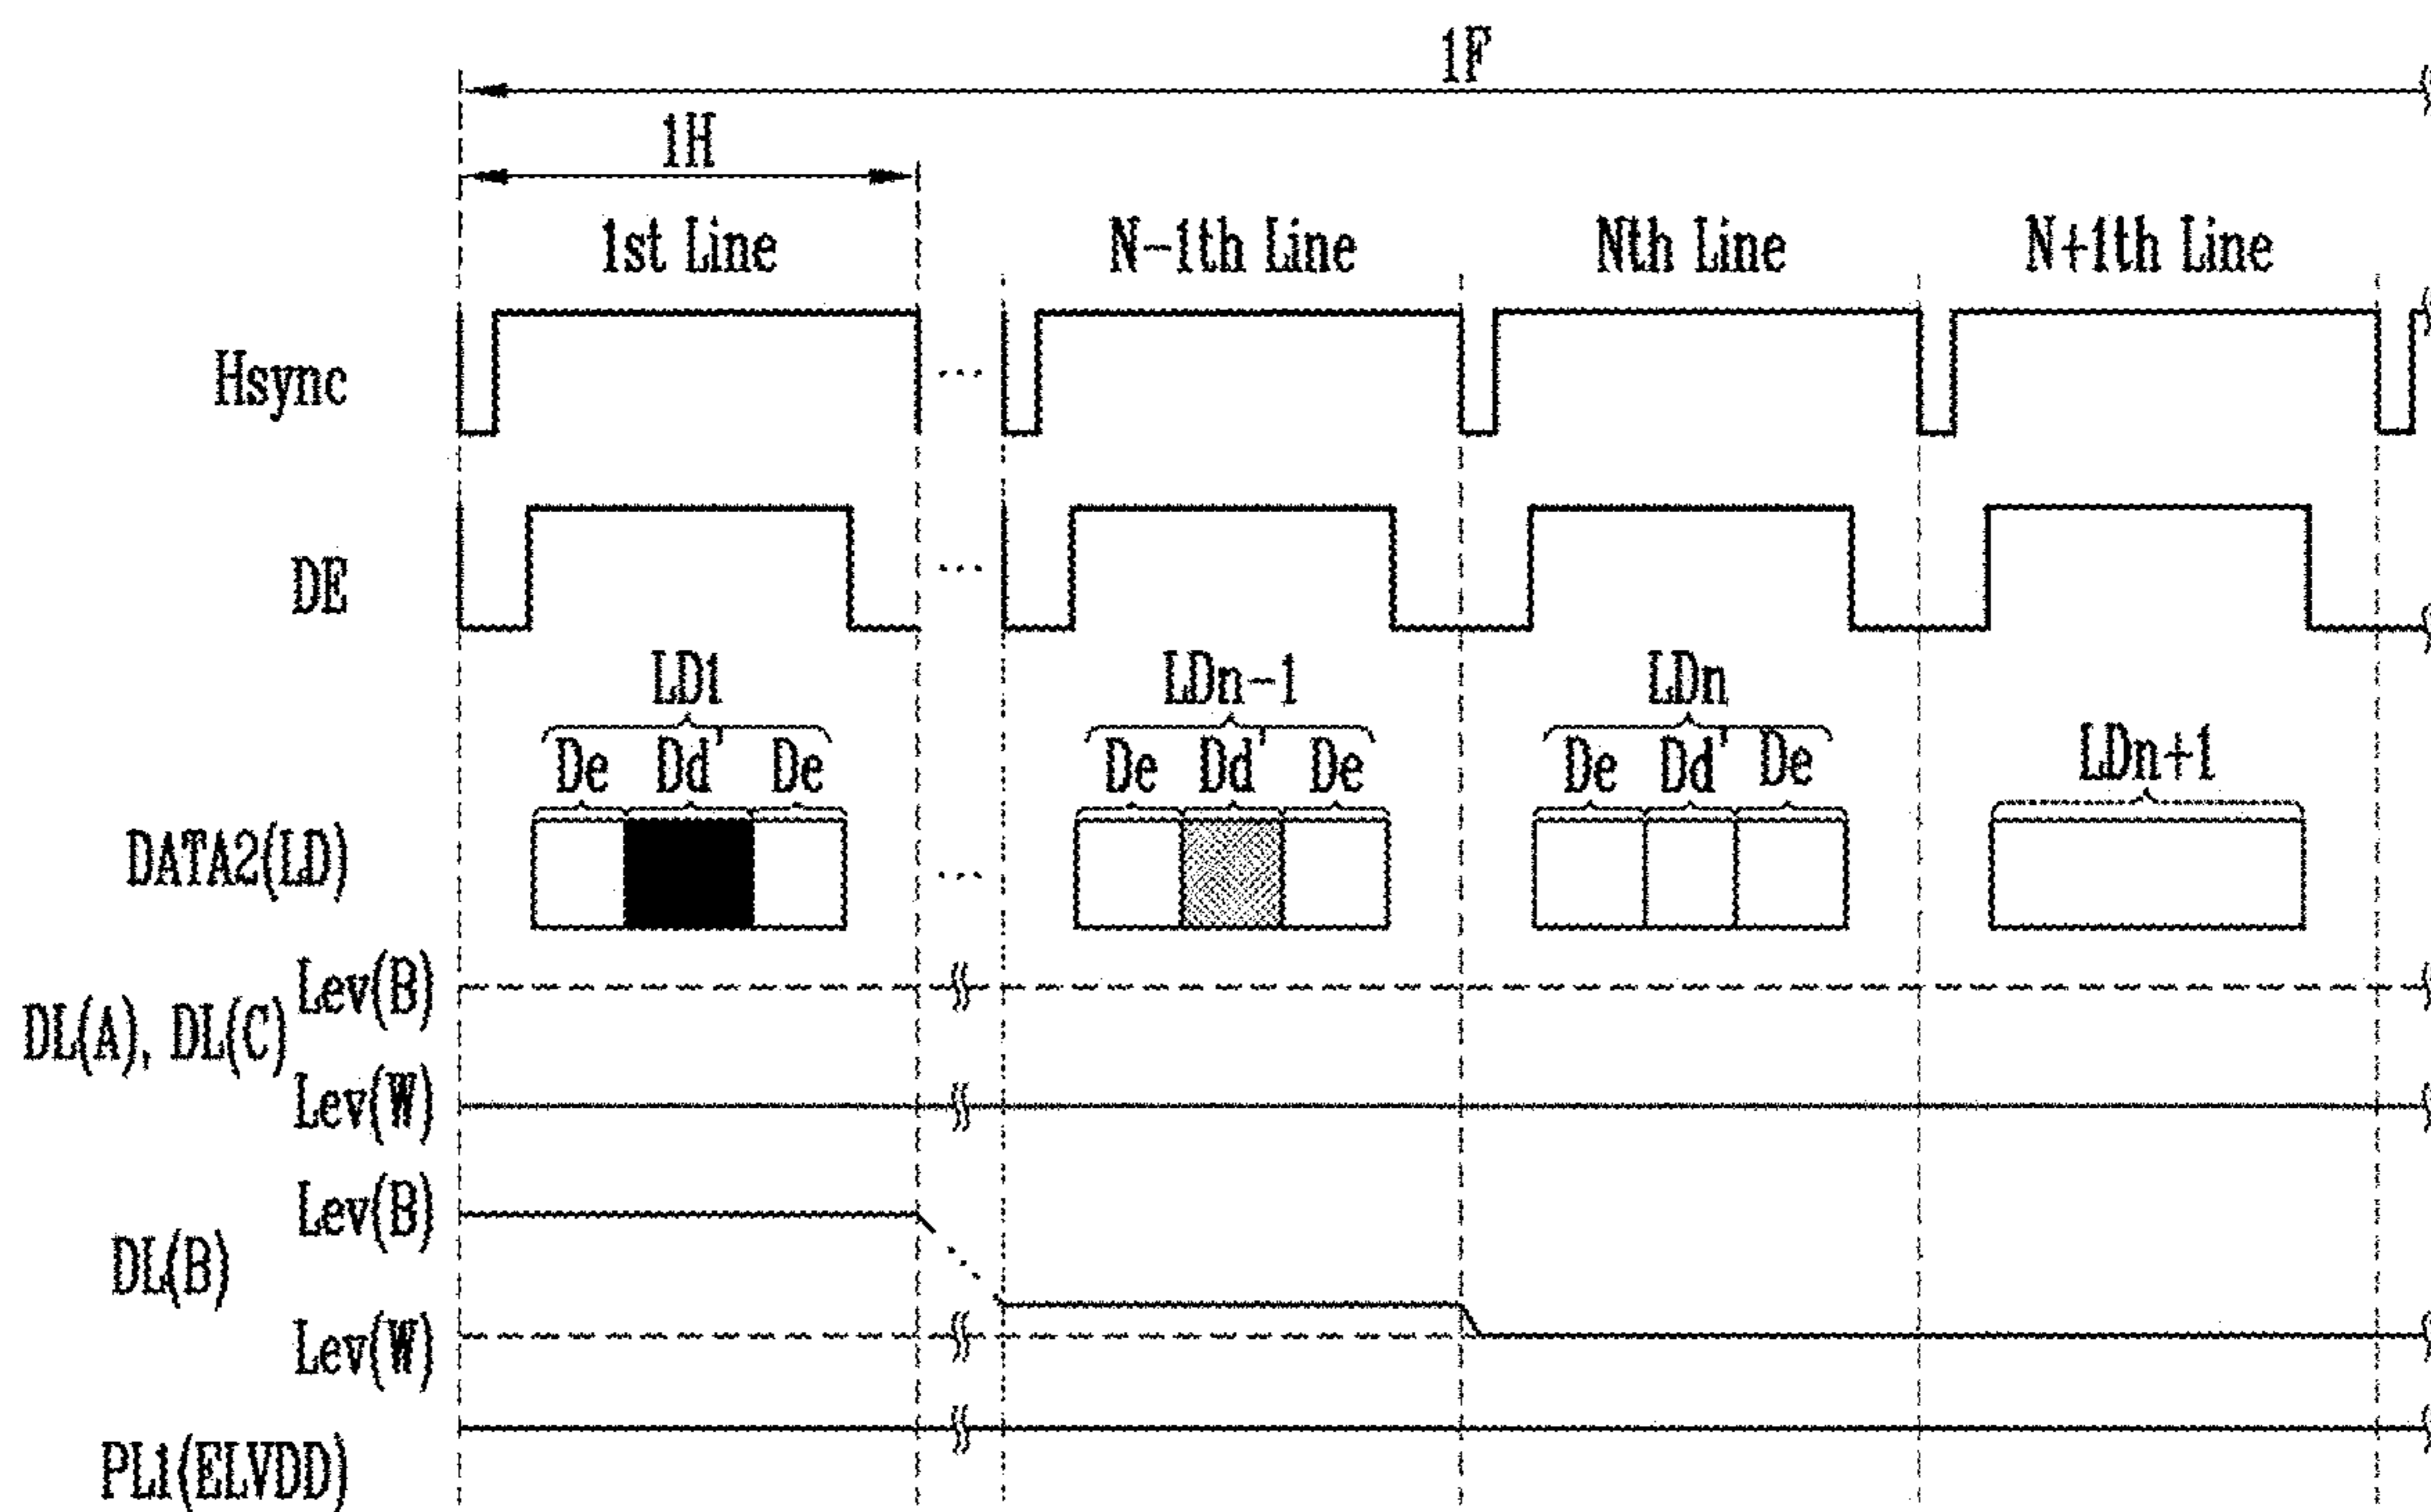 1F
1H
1st Line N-1th Line Nth Line N+1th Line
Hsync ...
DE ...
LD1 LDn-1 LDn
De Dd' De De Dd' De De Dd' De LDn+1
DATA2(LD) ...
Lev(B)
DL(A), DL(C)
Lev(W)
Lev(B)
DL(B)
Lev(W)
PL1(ELVDD)